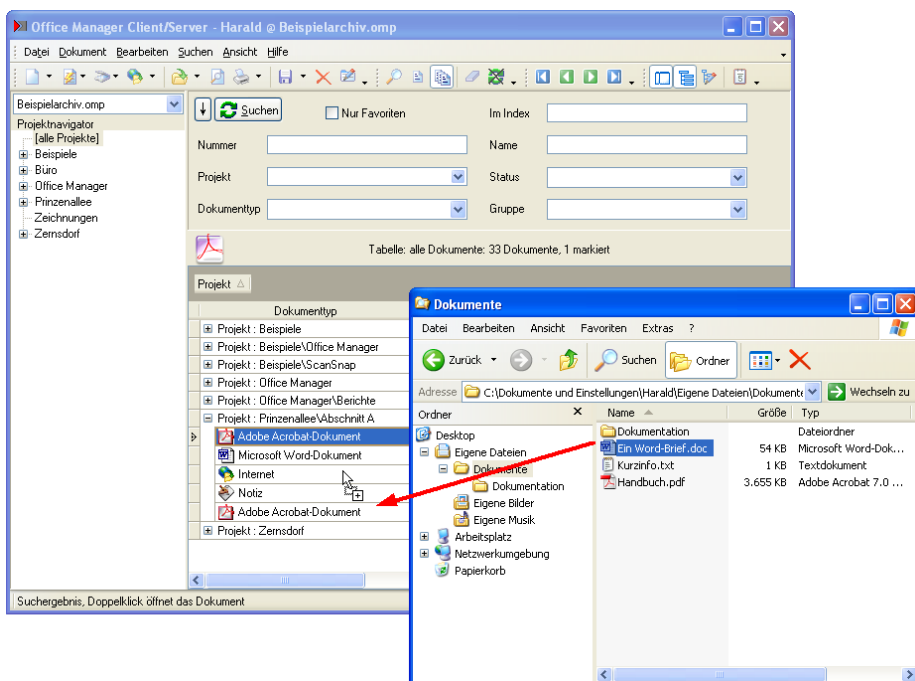 Office Manager Client/Server - Harald @ Beispielarchiv.omp
Datei Dokument Bearbeiten Suchen Ansicht Hilfe
Beispielarchiv.omp
Projektnavigator
[alle Projekte]
Beispiele
Büro
Office Manager
Prinzenallee
Zeichnungen
Zernsdorf
Suchen
Nur Favoriten
Im Index
Nummer
Name
Projekt
Status
Dokumenttyp
Gruppe
Tabelle: alle Dokumente: 33 Dokumente, 1 markiert
Projekt
Dokumenttyp
Projekt : Beispiele
Projekt : Beispiele\Office Manager
Projekt : Beispiele\ScanSnap
Projekt : Office Manager
Projekt : Office Manager\Berichte
Projekt : Prinzenallee\Abschnitt A
Adobe Acrobat-Dokument
Microsoft Word-Dokument
Internet
Notiz
Adobe Acrobat-Dokument
Projekt : Zernsdorf
Suchergebnis, Doppelklick öffnet das Dokument
Dokumente
Datei Bearbeiten Ansicht Favoriten Extras ?
Zurück Suchen Ordner
Adresse C:\Dokumente und Einstellungen\Harald\Eigene Dateien\Dokumente Wechseln zu
Ordner x
Desktop
Eigene Dateien
Dokumente
Dokumentation
Eigene Bilder
Eigene Musik
Arbeitsplatz
Netzwerkumgebung
Papierkorb
Name Größe Typ
Dokumentation Dateiordner
Ein Word-Brief.doc 54 KB Microsoft Word-Dok...
Kurzinfo.txt 1 KB Textdokument
Handbuch.pdf 3.655 KB Adobe Acrobat 7.0 ...